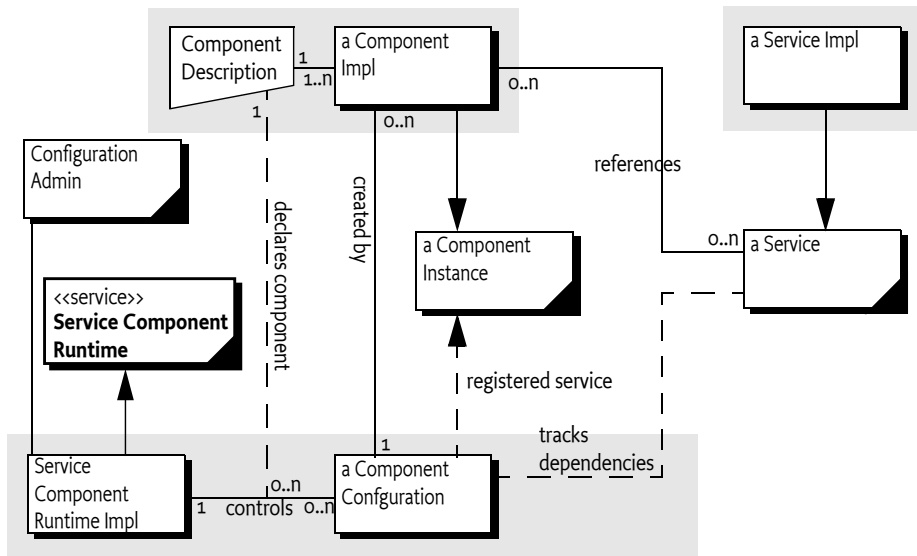 Component
Description
1
1..n
a Component
Impl
0..n
a Service Impl
1
0..n
Configuration
Admin
references
created by
declares component
a Component
Instance
0..n
a Service
<<service>>
Service Component
Runtime
registered service
tracks
dependencies
1
Service
Component
Runtime Impl
1
controls
0..n
0..n
a Component
Confguration